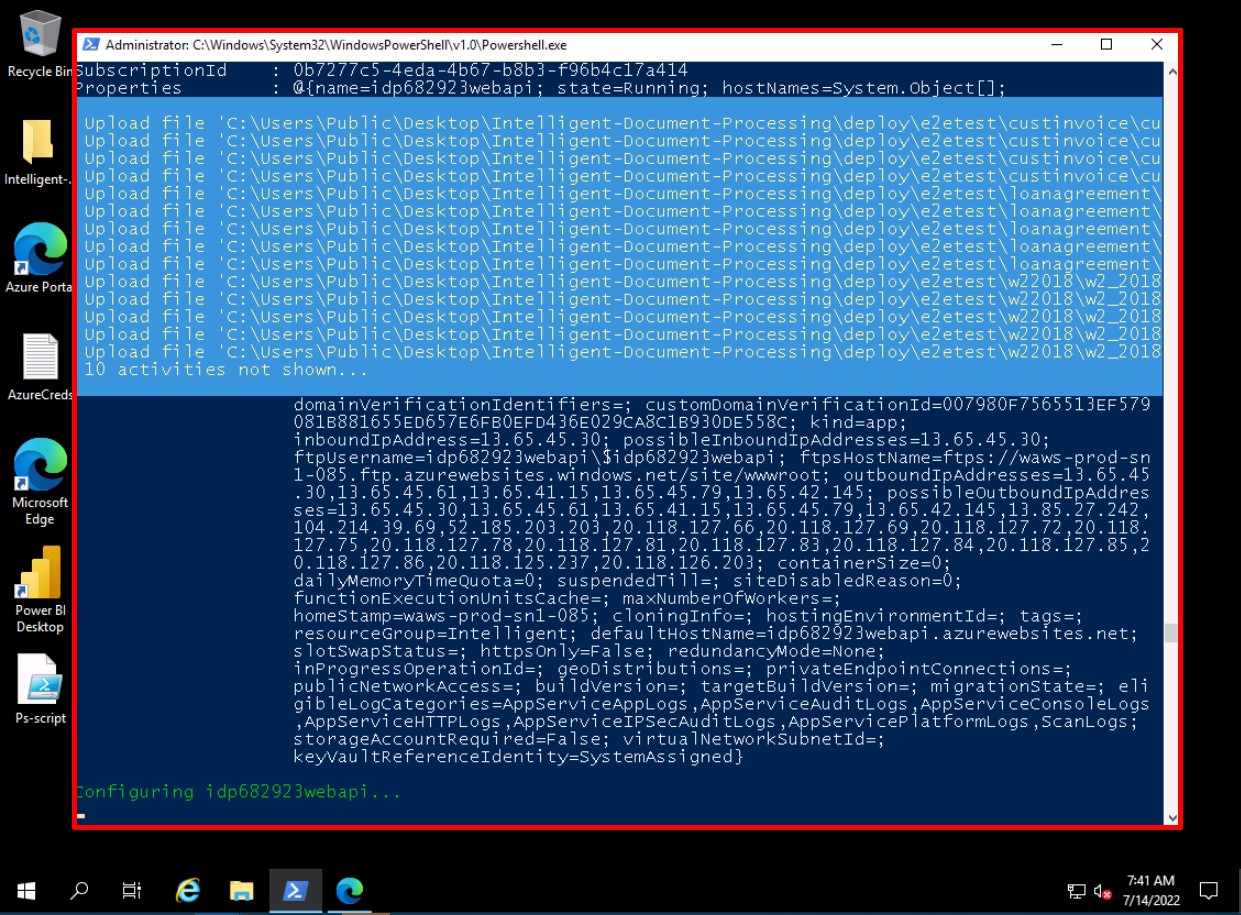 Recycle Bin
Intelligent-...
Azure Porta
AzureCreds
Microsoft
Edge
Power BI
Desktop
Ps-script
Administrator: C:\Windows\System32\WindowsPowerShell\v1.0\Powershell.exe
SubscriptionId    : 0b7277c5-4eda-4b67-b8b3-f96b4c17a414
Properties        : @{name=idp682923webapi; state=Running; hostNames=System.Object[];
Upload file 'C:\Users\Public\Desktop\Intelligent-Document-Processing\deploy\e2etest\custinvoice\cu
Upload file 'C:\Users\Public\Desktop\Intelligent-Document-Processing\deploy\e2etest\custinvoice\cu
Upload file 'C:\Users\Public\Desktop\Intelligent-Document-Processing\deploy\e2etest\custinvoice\cu
Upload file 'C:\Users\Public\Desktop\Intelligent-Document-Processing\deploy\e2etest\custinvoice\cu
Upload file 'C:\Users\Public\Desktop\Intelligent-Document-Processing\deploy\e2etest\loanagreement\
Upload file 'C:\Users\Public\Desktop\Intelligent-Document-Processing\deploy\e2etest\loanagreement\
Upload file 'C:\Users\Public\Desktop\Intelligent-Document-Processing\deploy\e2etest\loanagreement\
Upload file 'C:\Users\Public\Desktop\Intelligent-Document-Processing\deploy\e2etest\loanagreement\
Upload file 'C:\Users\Public\Desktop\Intelligent-Document-Processing\deploy\e2etest\loanagreement\
Upload file 'C:\Users\Public\Desktop\Intelligent-Document-Processing\deploy\e2etest\w22018\w2_2018
Upload file 'C:\Users\Public\Desktop\Intelligent-Document-Processing\deploy\e2etest\w22018\w2_2018
Upload file 'C:\Users\Public\Desktop\Intelligent-Document-Processing\deploy\e2etest\w22018\w2_2018
Upload file 'C:\Users\Public\Desktop\Intelligent-Document-Processing\deploy\e2etest\w22018\w2_2018
Upload file 'C:\Users\Public\Desktop\Intelligent-Document-Processing\deploy\e2etest\w22018\w2_2018
10 activities not shown...
domainVerificationIdentifiers=; customDomainVerificationId=007980F7565513EF579
081B881655ED657E6FB0EFD436E029CA8C1B930DE558C; kind=app;
inboundIpAddress=13.65.45.30; possibleInboundIpAddresses=13.65.45.30;
ftpUsername=idp682923webapi\$idp682923webapi; ftpsHostName=ftps://waws-prod-sn
1-085.ftp.azurewebsites.windows.net/site/wwwroot; outboundIpAddresses=13.65.45
.30,13.65.45.61,13.65.41.15,13.65.45.79,13.65.42.145; possibleOutboundIpAddres
ses=13.65.45.30,13.65.45.61,13.65.41.15,13.65.45.79,13.65.42.145,13.85.27.242,
104.214.39.69,52.185.203.203,20.118.127.66,20.118.127.69,20.118.127.72,20.118.
127.75,20.118.127.78,20.118.127.81,20.118.127.83,20.118.127.84,20.118.127.85,2
0.118.127.86,20.118.125.237,20.118.126.203; containerSize=0;
dailyMemoryTimeQuota=0; suspendedTill=; siteDisabledReason=0;
functionExecutionUnitsCache=; maxNumberOfWorkers=;
homeStamp=waws-prod-sn1-085; cloningInfo=; hostingEnvironmentId=; tags=;
resourceGroup=Intelligent; defaultHostName=idp682923webapi.azurewebsites.net;
slotSwapStatus=; httpsOnly=False; redundancyMode=None;
inProgressOperationId=; geoDistributions=; privateEndpointConnections=;
publicNetworkAccess=; buildVersion=; targetBuildVersion=; migrationState=; eli
gibleLogCategories=AppServiceAppLogs,AppServiceAuditLogs,AppServiceConsoleLogs
,AppServiceHTTPLogs,AppServiceIPSecAuditLogs,AppServicePlatformLogs,ScanLogs;
storageAccountRequired=False; virtualNetworkSubnetId=;
keyVaultReferenceIdentity=SystemAssigned}
Configuring idp682923webapi...
7:41 AM
7/14/2022